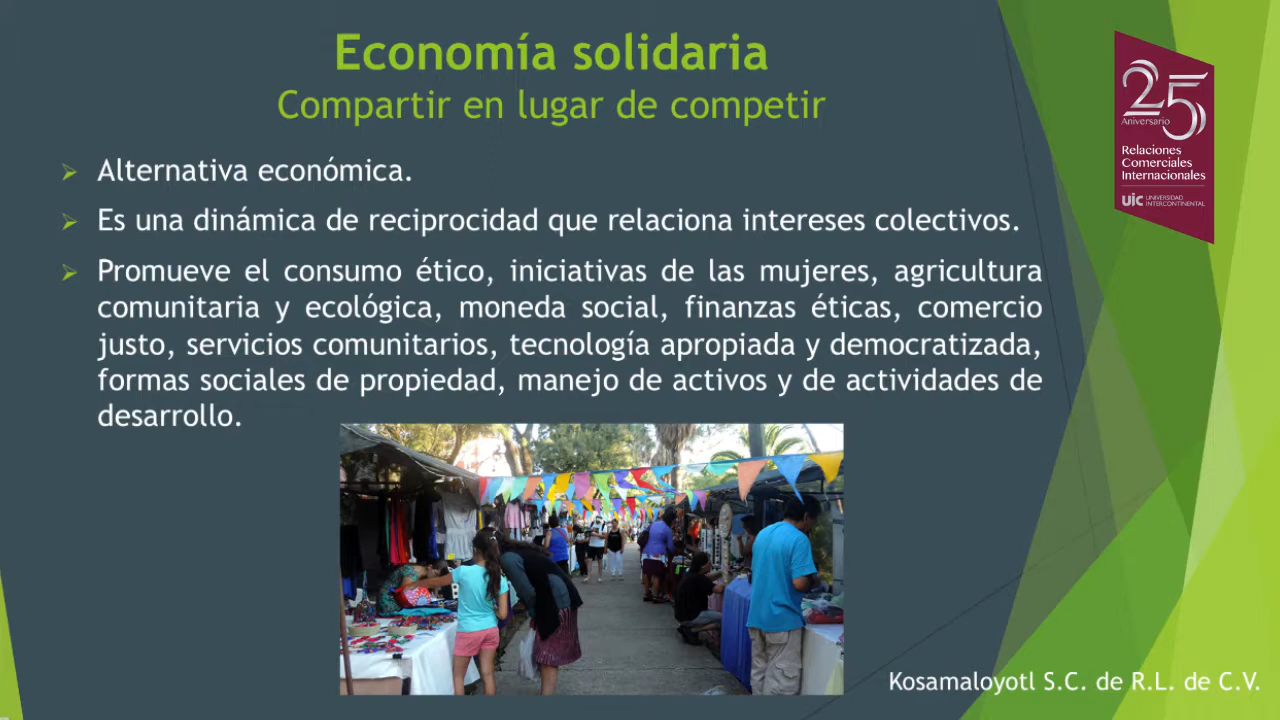 Economía solidaria
Compartir en lugar de competir
Alternativa económica.
Es una dinámica de reciprocidad que relaciona intereses colectivos.
Promueve el consumo ético, iniciativas de las mujeres, agricultura
comunitaria y ecológica, moneda social, finanzas éticas, comercio
justo, servicios comunitarios, tecnología apropiada y democratizada,
formas sociales de propiedad, manejo de activos y de actividades de
desarrollo.
25
Aniversario
Relaciones
Comerciales
Internacionales
UIC UNIVERSIDAD
INTERCONTINENTAL
Kosamaloyotl S.C. de R.L. de C.V.